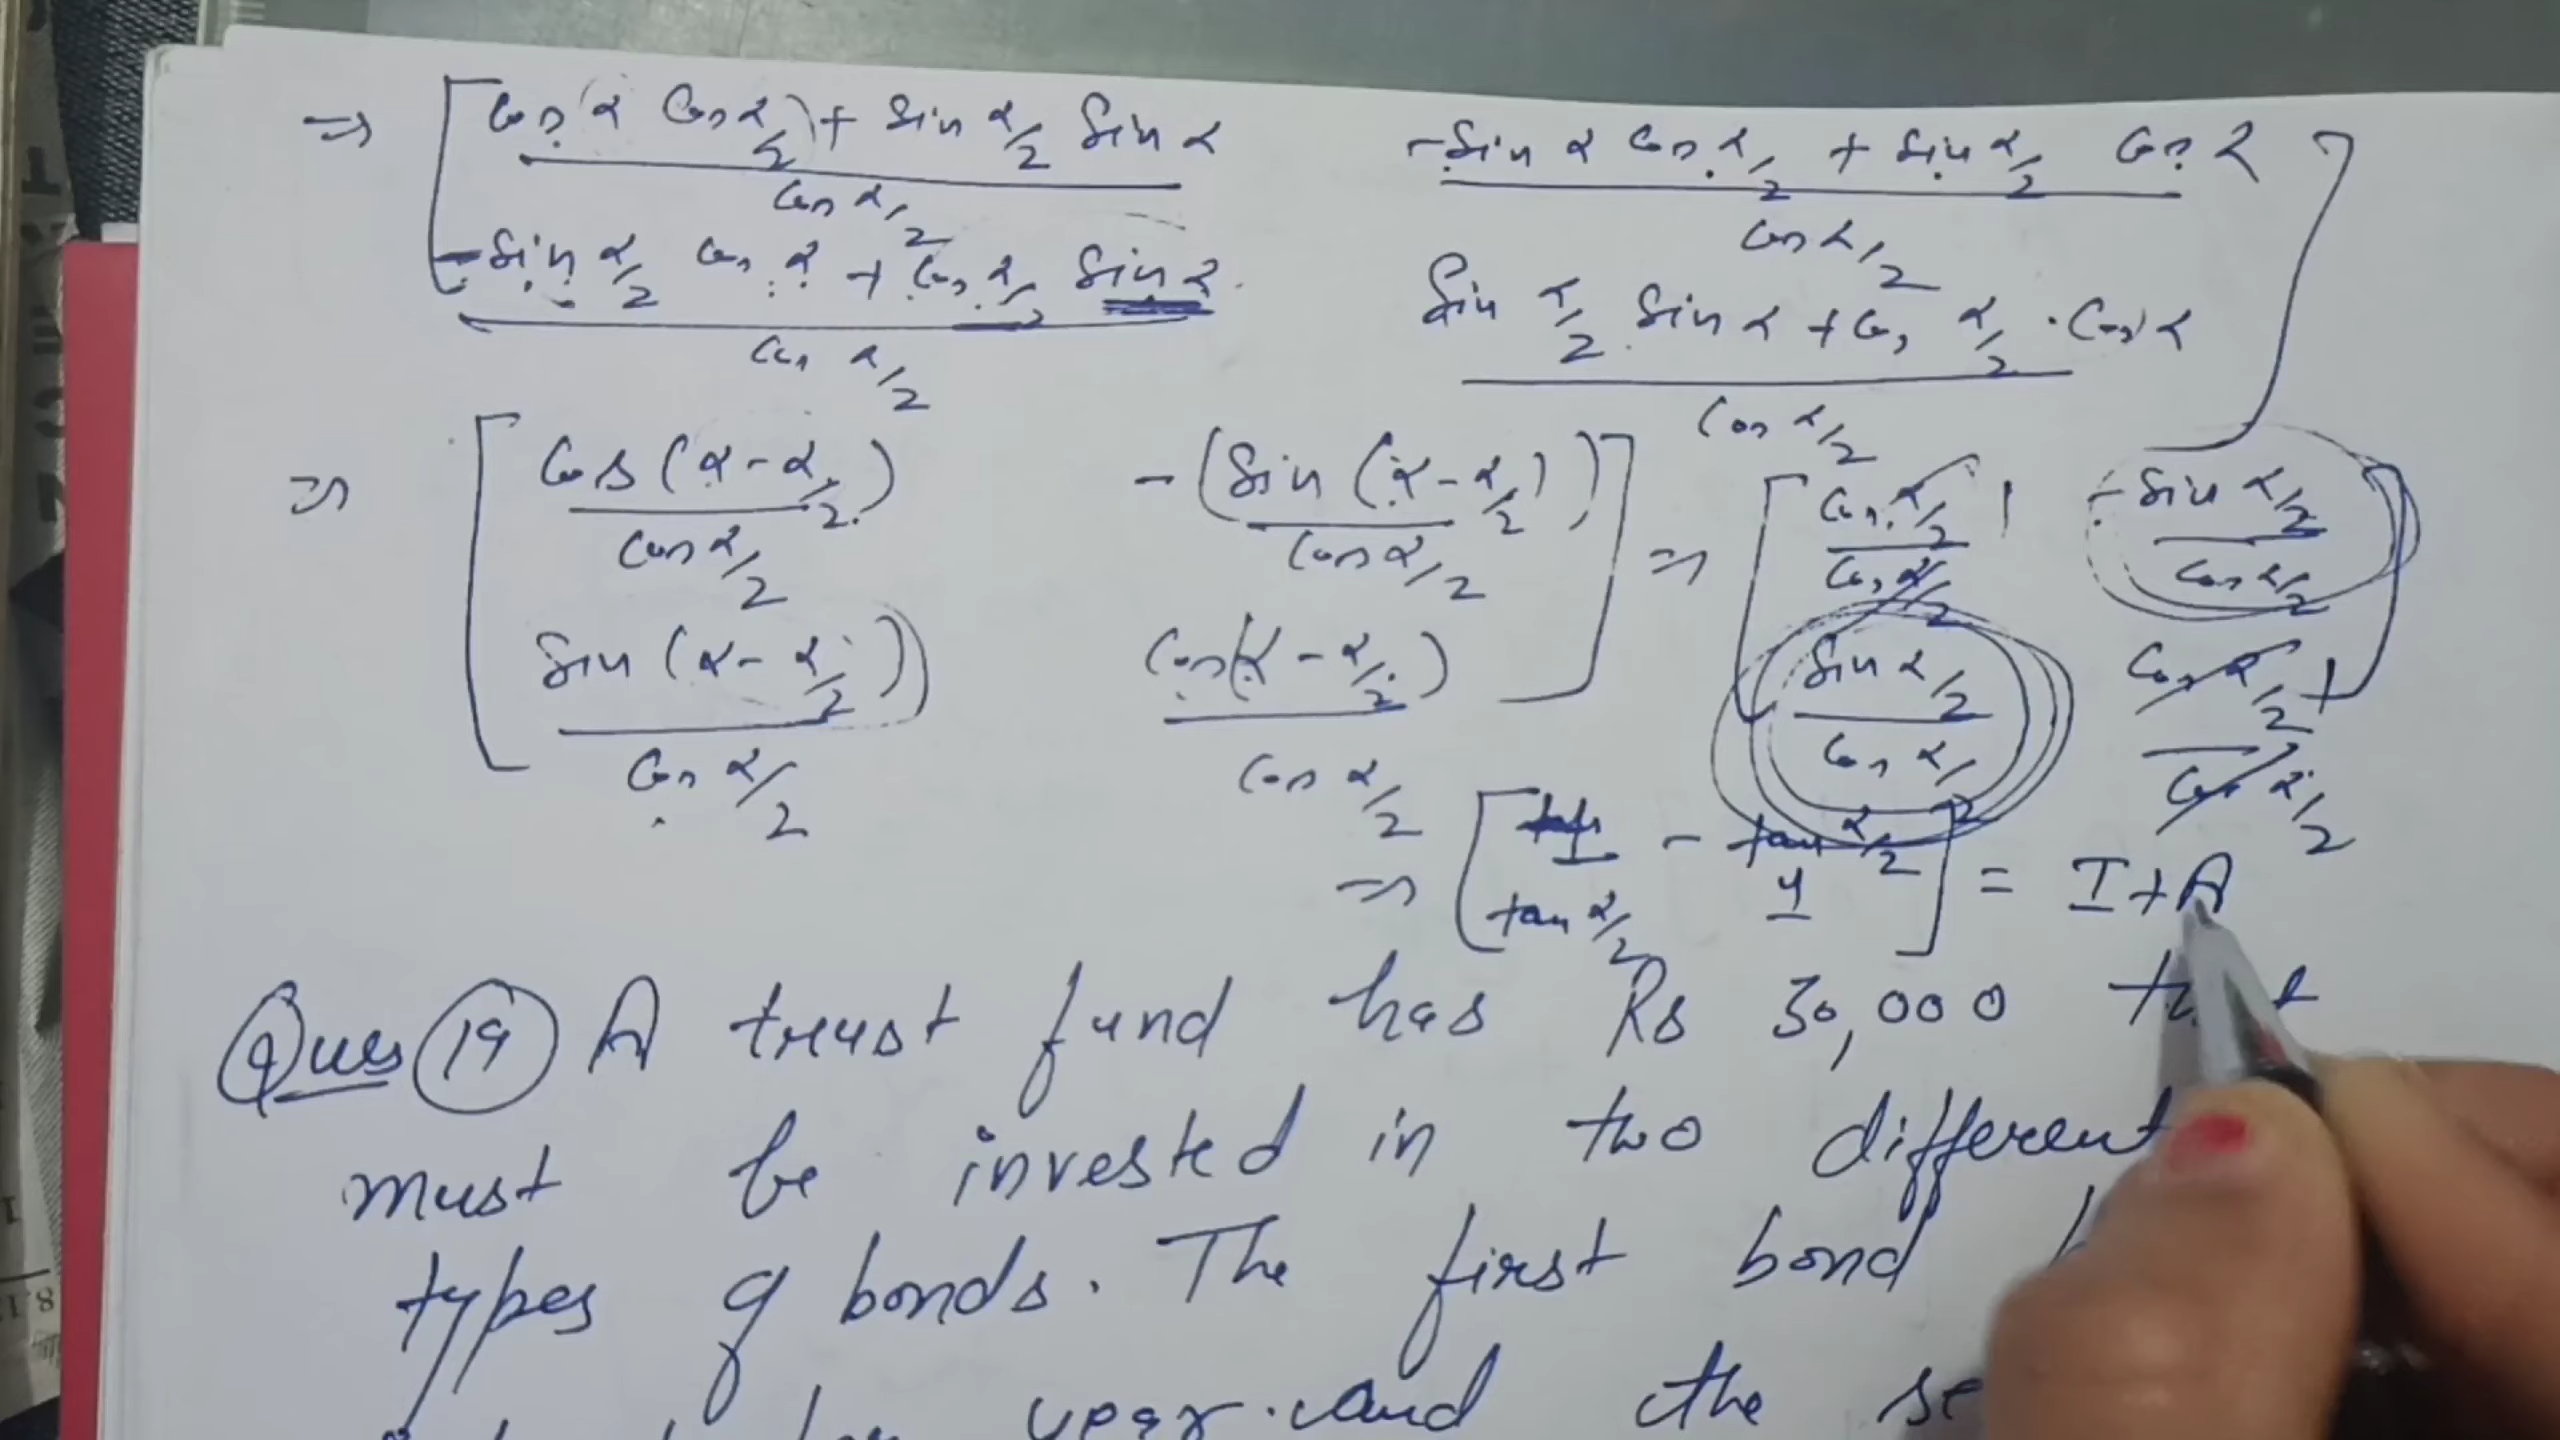 ⇒ [ Cos α Cos α/2 + Sin α/2 Sin α      -Sin α Cos α/2 + Sin α/2 Cos α ]
Cos α/2      Cos α/2
-Sin α/2 Cos α + Cos α/2 Sin α      Sin α/2 Sin α + Cos α/2 . Cos α
Cos α/2      Cos α/2
⇒ [ Cos (α - α/2)      - (Sin (α - α/2)) ] ⇒ [ Cos α/2      - Sin α/2 ]
Cos α/2      Cos α/2      Cos α/2      Cos α/2
Sin (α - α/2)      Cos (α - α/2)      Sin α/2      Cos α/2
Cos α/2      Cos α/2      Cos α/2      Cos α/2
⇒ [ 1      - tan α/2 ] = I + A
tan α/2      1
Ques 19 A trust fund has Rs 30,000
must be invested in two different
types of bonds. The first bond
year. and the